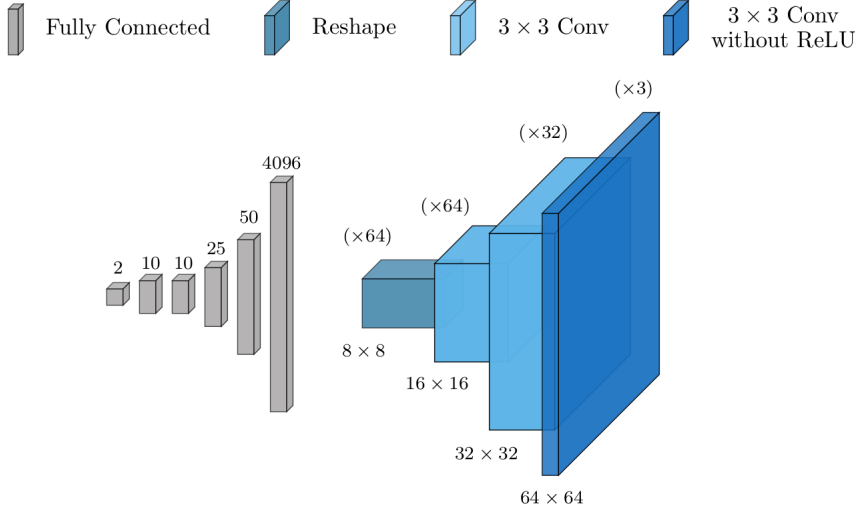 Fully Connected
Reshape
3 × 3 Conv
3 × 3 Conv
without ReLU
(×3)
(×32)
4096
(×64)
50
(×64)
25
2
10
10
8 × 8
16 × 16
32 × 32
64 × 64